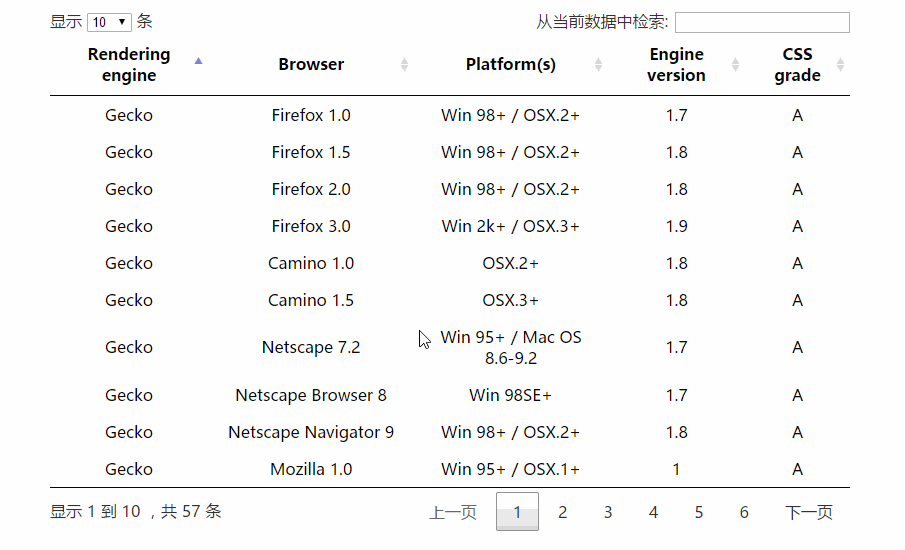 显示 10 条 从当前数据中检索:
Rendering engine Browser Platform(s) Engine version CSS grade
Gecko Firefox 1.0 Win 98+ / OSX.2+ 1.7 A
Gecko Firefox 1.5 Win 98+ / OSX.2+ 1.8 A
Gecko Firefox 2.0 Win 98+ / OSX.2+ 1.8 A
Gecko Firefox 3.0 Win 2k+ / OSX.3+ 1.9 A
Gecko Camino 1.0 OSX.2+ 1.8 A
Gecko Camino 1.5 OSX.3+ 1.8 A
Gecko Netscape 7.2 Win 95+ / Mac OS 8.6-9.2 1.7 A
Gecko Netscape Browser 8 Win 98SE+ 1.7 A
Gecko Netscape Navigator 9 Win 98+ / OSX.2+ 1.8 A
Gecko Mozilla 1.0 Win 95+ / OSX.1+ 1 A
显示 1 到 10 ，共 57 条 上一页 1 2 3 4 5 6 下一页